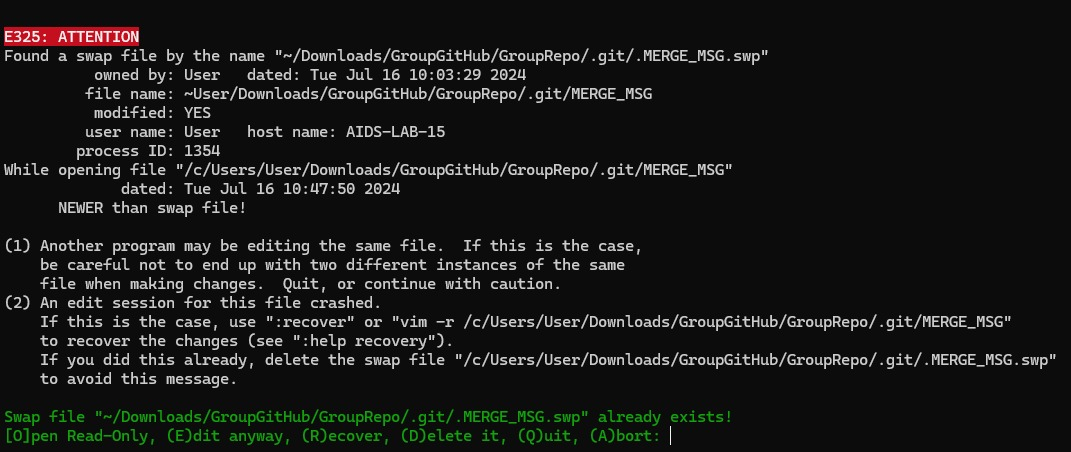 E325: ATTENTION
Found a swap file by the name "~/Downloads/GroupGitHub/GroupRepo/.git/.MERGE_MSG.swp"
          owned by: User   dated: Tue Jul 16 10:03:29 2024
         file name: ~User/Downloads/GroupGitHub/GroupRepo/.git/MERGE_MSG
          modified: YES
         user name: User   host name: AIDS-LAB-15
        process ID: 1354
While opening file "/c/Users/User/Downloads/GroupGitHub/GroupRepo/.git/MERGE_MSG"
             dated: Tue Jul 16 10:47:50 2024
      NEWER than swap file!
(1) Another program may be editing the same file.  If this is the case,
    be careful not to end up with two different instances of the same
    file when making changes.  Quit, or continue with caution.
(2) An edit session for this file crashed.
    If this is the case, use ":recover" or "vim -r /c/Users/User/Downloads/GroupGitHub/GroupRepo/.git/MERGE_MSG"
    to recover the changes (see ":help recovery").
    If you did this already, delete the swap file "/c/Users/User/Downloads/GroupGitHub/GroupRepo/.git/.MERGE_MSG.swp"
    to avoid this message.
Swap file "~/Downloads/GroupGitHub/GroupRepo/.git/.MERGE_MSG.swp" already exists!
[O]pen Read-Only, (E)dit anyway, (R)ecover, (D)elete it, (Q)uit, (A)bort: